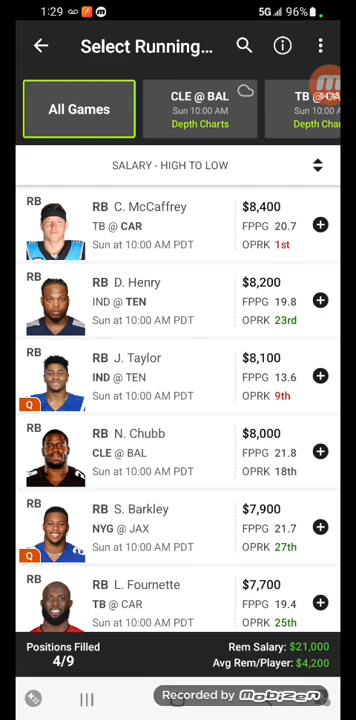 1:29
5G 96%
Select Running...
All Games
CLE @ BAL
Sun 10:00 AM
Depth Charts
TB @ CA
Sun 10:00 A
Depth Char
SALARY - HIGH TO LOW
RB
RB C. McCaffrey
TB @ CAR
Sun at 10:00 AM PDT
$8,400
FPPG 20.7
OPRK 1st
RB
RB D. Henry
IND @ TEN
Sun at 10:00 AM PDT
$8,200
FPPG 19.8
OPRK 23rd
RB
Q
RB J. Taylor
IND @ TEN
Sun at 10:00 AM PDT
$8,100
FPPG 13.6
OPRK 9th
RB
RB N. Chubb
CLE @ BAL
Sun at 10:00 AM PDT
$8,000
FPPG 21.8
OPRK 18th
RB
Q
RB S. Barkley
NYG @ JAX
Sun at 10:00 AM PDT
$7,900
FPPG 21.7
OPRK 27th
RB
RB L. Fournette
TB @ CAR
Sun at 10:00 AM PDT
$7,700
FPPG 19.4
OPRK 25th
Positions Filled
4/9
Rem Salary: $21,000
Avg Rem/Player: $4,200
Recorded by mobizen